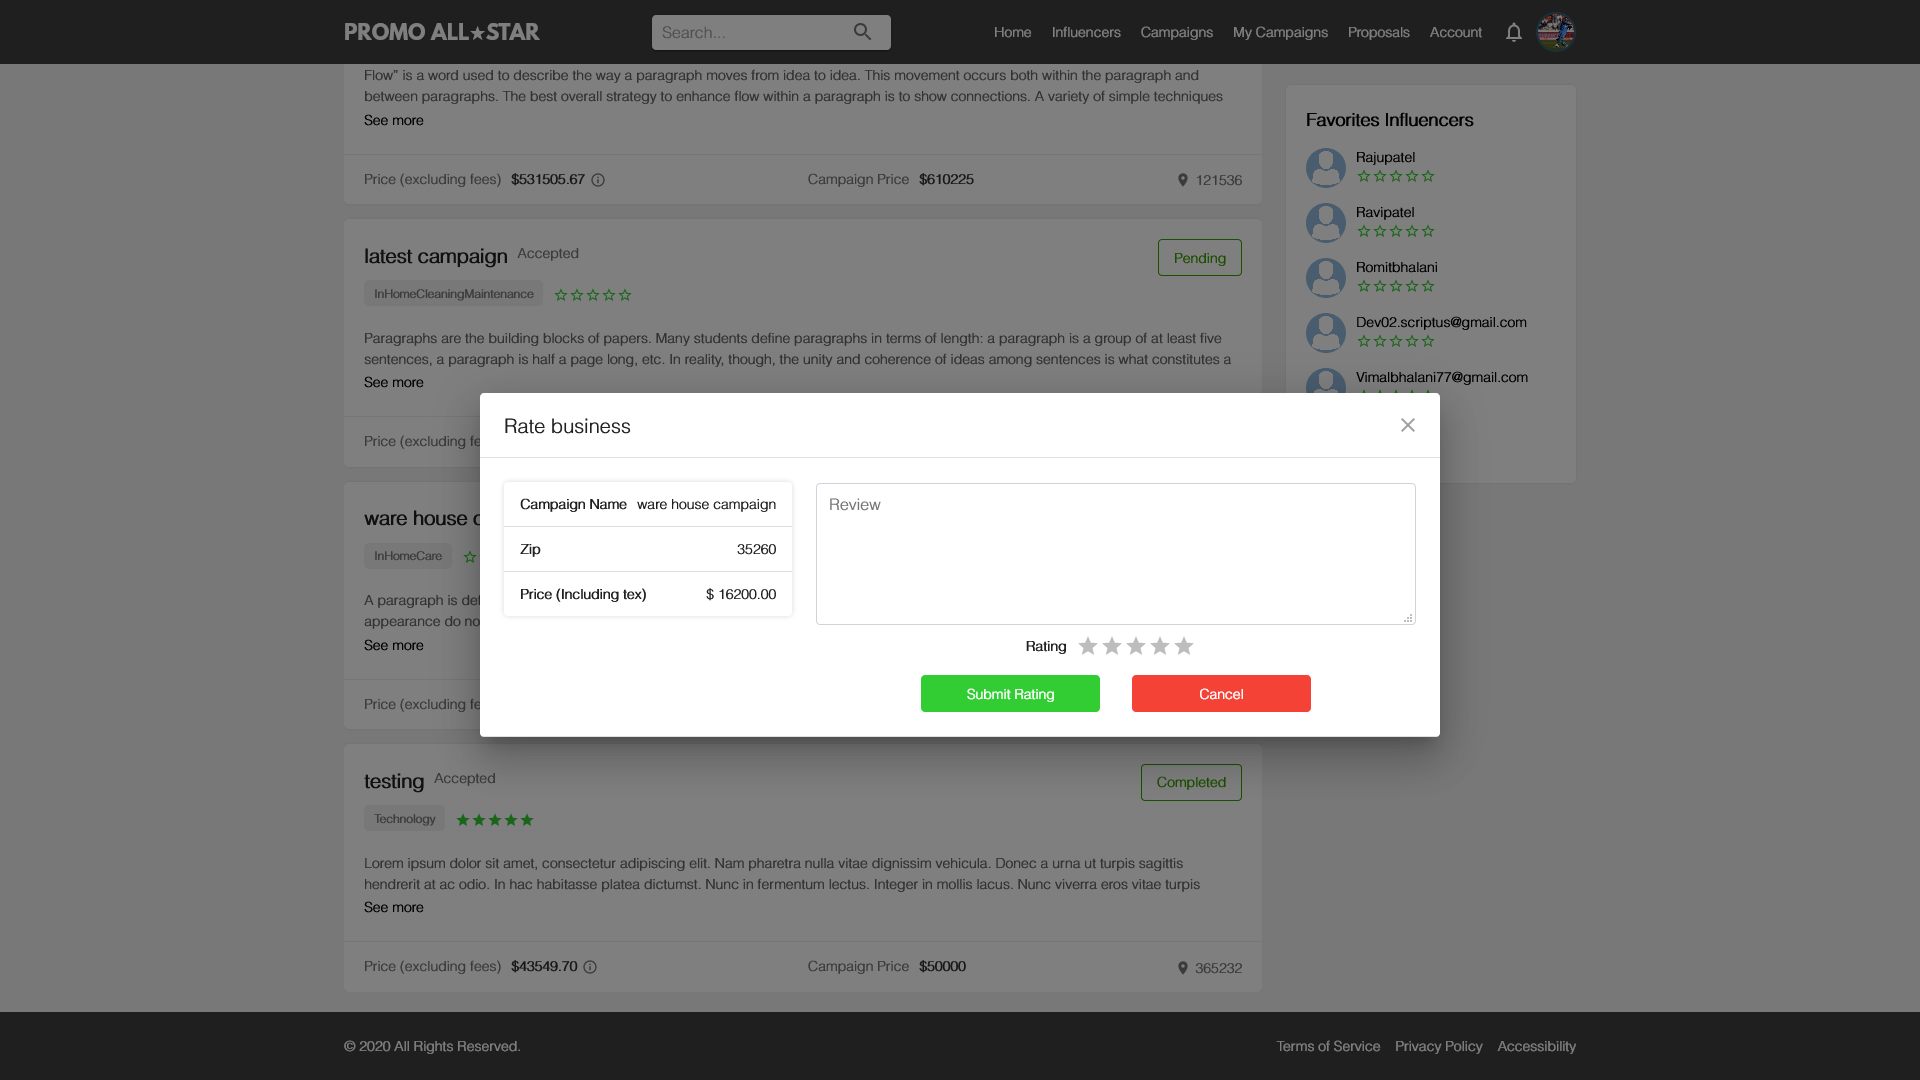 PROMO ALL★STAR
Search...
Home Influencers Campaigns My Campaigns Proposals Account
Flow” is a word used to describe the way a paragraph moves from idea to idea. This movement occurs both within the paragraph and
between paragraphs. The best overall strategy to enhance flow within a paragraph is to show connections. A variety of simple techniques
See more
Price (excluding fees) $531505.67
Campaign Price $610225
121536
Favorites Influencers
Rajupatel
Ravipatel
Romitbhalani
Dev02.scriptus@gmail.com
Vimalbhalani77@gmail.com
latest campaign Accepted
Pending
InHomeCleaningMaintenance
Paragraphs are the building blocks of papers. Many students define paragraphs in terms of length: a paragraph is a group of at least five
sentences, a paragraph is half a page long, etc. In reality, though, the unity and coherence of ideas among sentences is what constitutes a
See more
Price (excluding fe
ware house c
InHomeCare
A paragraph is def
appearance do no
See more
Price (excluding fe
Rate business
Campaign Name ware house campaign
Zip 35260
Price (Including tex) $ 16200.00
Review
Rating
Submit Rating
Cancel
testing Accepted
Completed
Technology
Lorem ipsum dolor sit amet, consectetur adipiscing elit. Nam pharetra nulla vitae dignissim vehicula. Donec a urna ut turpis sagittis
hendrerit at ac odio. In hac habitasse platea dictumst. Nunc in fermentum lectus. Integer in mollis lacus. Nunc viverra eros vitae turpis
See more
Price (excluding fees) $43549.70
Campaign Price $50000
365232
© 2020 All Rights Reserved.
Terms of Service Privacy Policy Accessibility